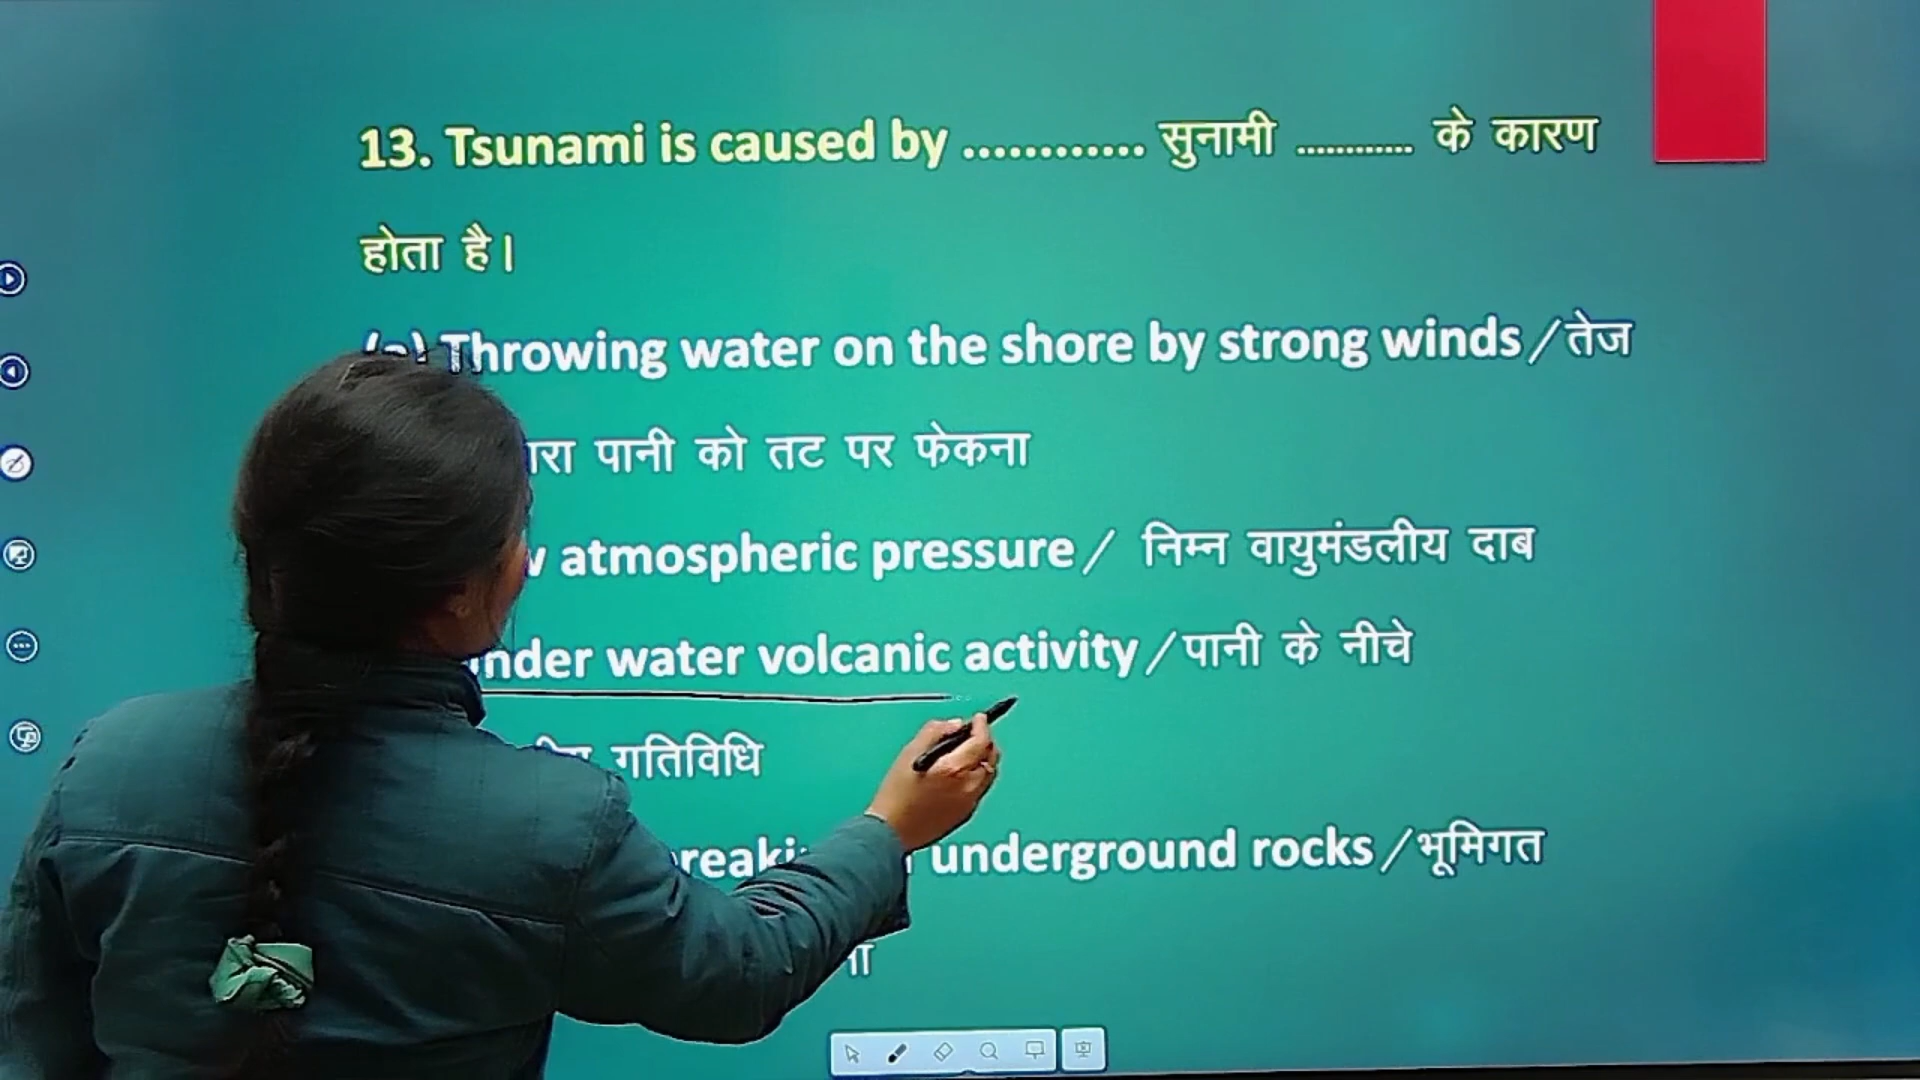 13. Tsunami is caused by ............ सुनामी ............ के कारण
होता है।
(a) Throwing water on the shore by strong winds / तेज
पानी को तट पर फेकना
atmospheric pressure / निम्न वायुमंडलीय दाब
water volcanic activity / पानी के नीचे
गतिविधि
underground rocks / भूमिगत